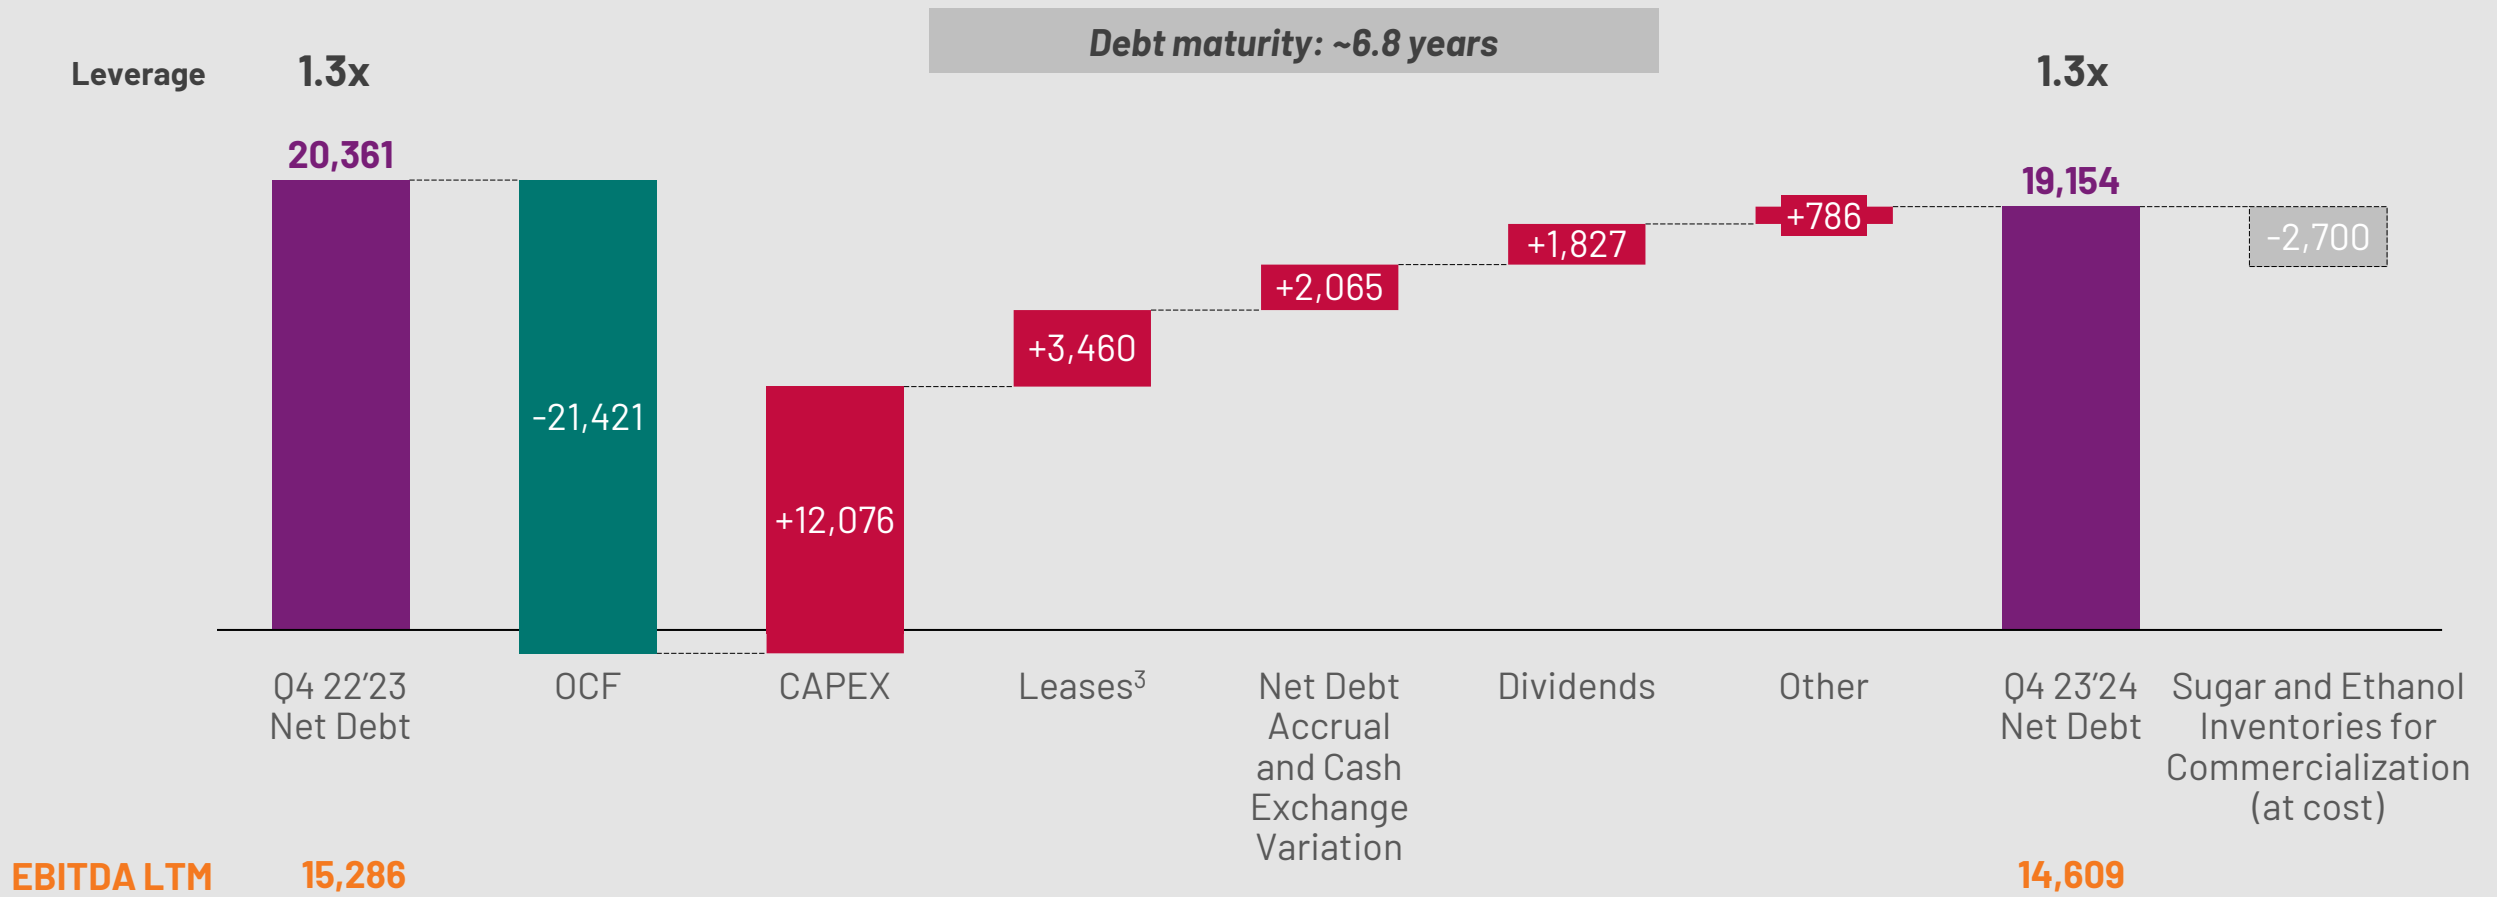 Debt maturity: ~6.8 years
Leverage
1.3x
1.3x
20,361
-21,421
+12,076
+3,460
+2,065
+1,827
+786
19,154
-2,700
Q4 22’23
Net Debt
OCF
CAPEX
Leases³
Net Debt
Accrual
and Cash
Exchange
Variation
Dividends
Other
Q4 23’24
Net Debt
Sugar and Ethanol
Inventories for
Commercialization
(at cost)
EBITDA LTM
15,286
14,609